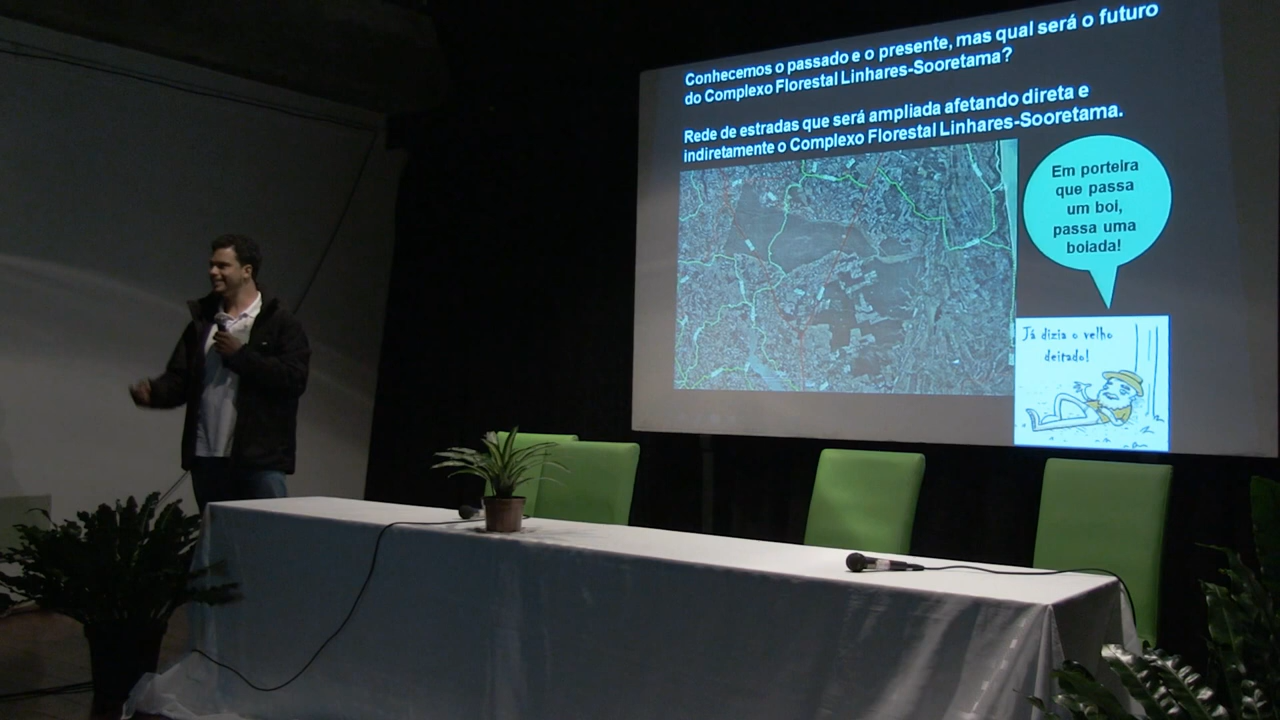 Conhecemos o passado e o presente, mas qual será o futuro
do Complexo Florestal Linhares-Sooretama?
Rede de estradas que será ampliada afetando direta e
indiretamente o Complexo Florestal Linhares-Sooretama.
Em porteira
que passa
um boi,
passa uma
boiada!
Já dizia o velho
deitado!